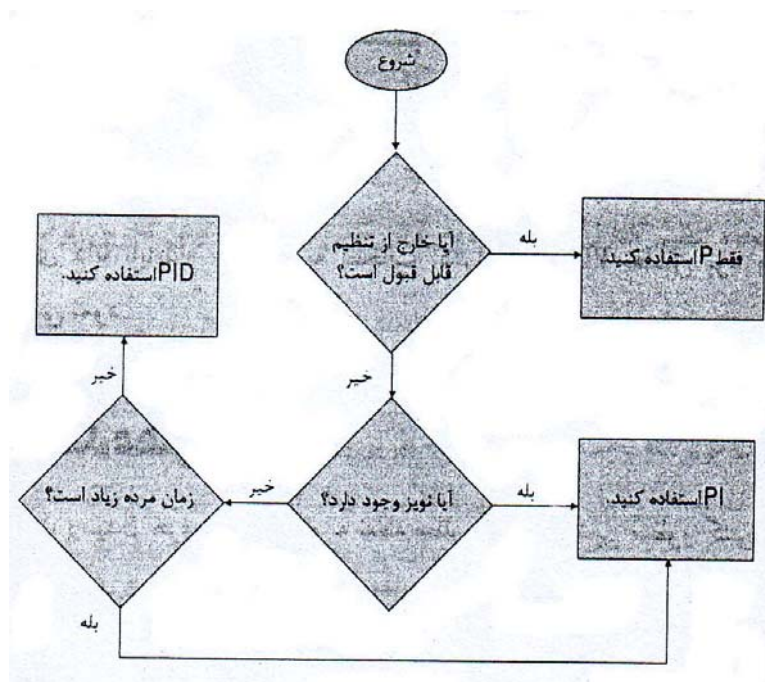 شروع
آیا خارج از تنظیم
قابل قبول است؟
بله
فقط P استفاده کنید.
خیر
PID استفاده کنید.
خیر
آیا نویز وجود دارد؟
بله
PI استفاده کنید.
خیر
زمان مرده زیاد است؟
بله